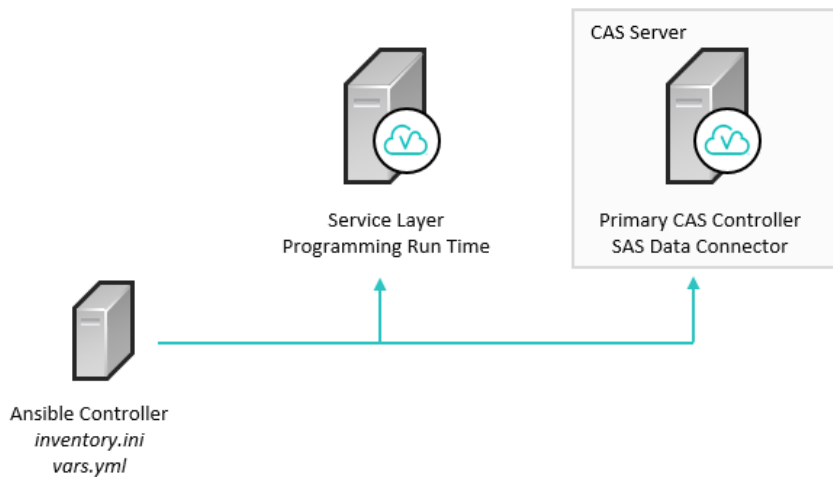 CAS Server
Service Layer
Programming Run Time
Primary CAS Controller
SAS Data Connector
Ansible Controller
inventory.ini
vars.yml